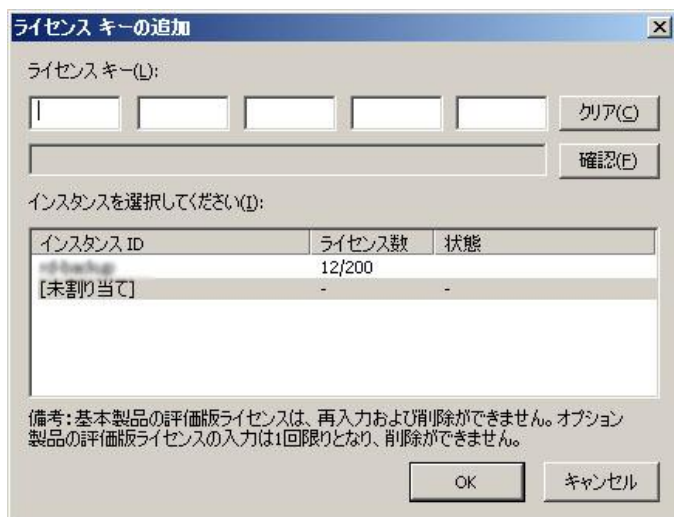 ライセンス キーの追加
ライセンス キー(L):
クリア(C)
確認(F)
インスタンスを選択してください(I):
インスタンス ID ライセンス数 状態
12/200
[未割り当て] - -
備考：基本製品の評価版ライセンスは、再入力および削除ができません。オプション
製品の評価版ライセンスの入力は1回限りとなり、削除ができません。
OK キャンセル